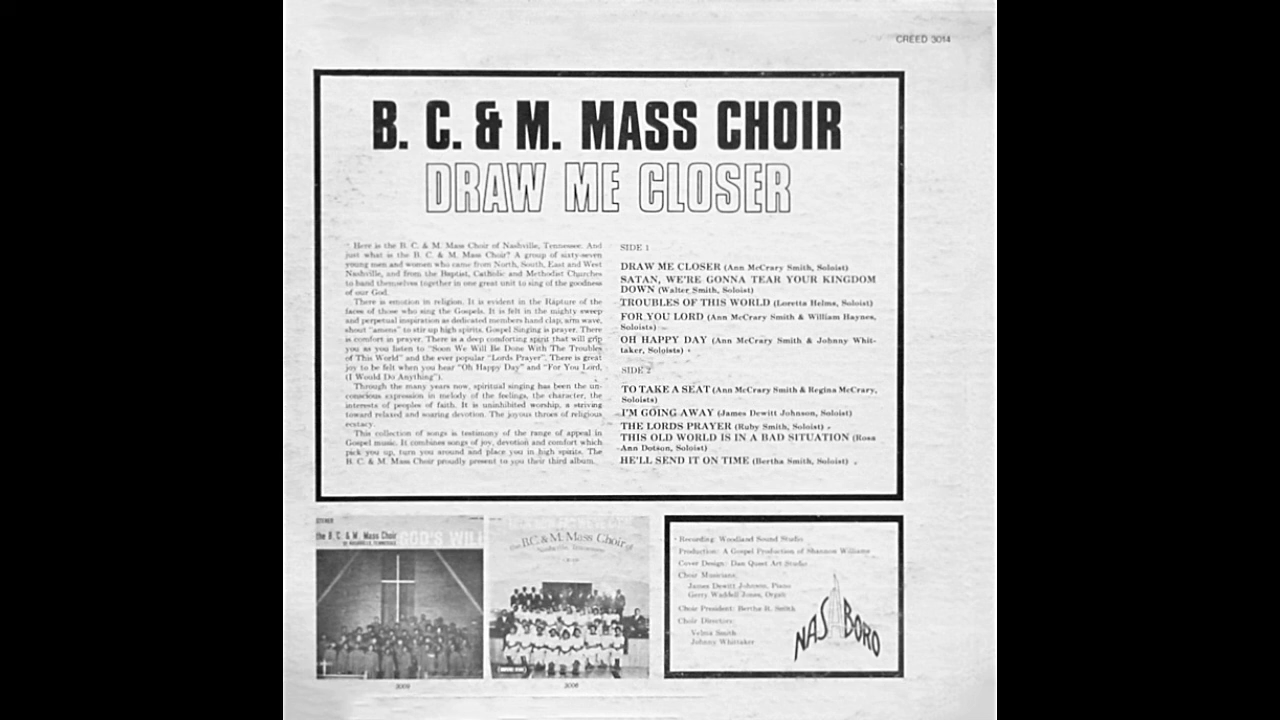 CREED 3014
B. C. & M. MASS CHOIR
DRAW ME CLOSER
Here is the B. C. & M. Mass Choir of Nashville, Tennessee. And
just what is the B. C. & M. Mass Choir? A group of sixty-seven
young men and women who came from North, South, East and West
Nashville, and from the Baptist, Catholic and Methodist Churches
to band themselves together in one great unit to sing of the goodness
of our God.
There is emotion in religion. It is evident in the Rapture of the
faces of those who sing the Gospels. It is felt in the mighty sweep
and perpetual inspiration as dedicated members hand clap, arm wave,
shout "amens" to stir up high spirits. Gospel Singing is prayer. There
is comfort in prayer. There is a deep comforting spirit that will grip
you as you listen to "Soon We Will Be Done With The Troubles
of This World" and the ever popular "Lords Prayer". There is great
joy to be felt when you hear "Oh Happy Day" and "For You Lord,
(I Would Do Anything").
Through the many years now, spiritual singing has been the un-
conscious expression in melody of the feelings, the character, the
interests of peoples of faith. It is uninhibited worship, a striving
toward relaxed and soaring devotion. The joyous throes of religious
ecstacy.
This collection of songs is testimony of the range of appeal in
Gospel music. It combines songs of joy, devotion and comfort which
pick you up, turn you around and place you in high spirits. The
B. C. & M. Mass Choir proudly present to you their third album.
SIDE 1
DRAW ME CLOSER (Ann McCrary Smith, Soloist)
SATAN, WE'RE GONNA TEAR YOUR KINGDOM
DOWN (Walter Smith, Soloist)
TROUBLES OF THIS WORLD (Loretta Helms, Soloist)
FOR YOU LORD (Ann McCrary Smith & William Haynes,
Soloists)
OH HAPPY DAY (Ann McCrary Smith & Johnny Whit-
taker, Soloists)
SIDE 2
TO TAKE A SEAT (Ann McCrary Smith & Regina McCrary,
Soloists)
I'M GOING AWAY (James Dewitt Johnson, Soloist)
THE LORDS PRAYER (Ruby Smith, Soloist)
THIS OLD WORLD IS IN A BAD SITUATION (Rosa
Ann Dotson, Soloist)
HE'LL SEND IT ON TIME (Bertha Smith, Soloist)
STEREO
the B. C. & M. Mass Choir
OF NASHVILLE, TENNESSEE
GOD'S WILL
The B.C. & M. Mass Choir of
Nashville, Tennessee
3008
Recording: Woodland Sound Studio
Production: A Gospel Production of Shannon Williams
Cover Design: Dan Quest Art Studio
Choir Musicians:
James Dewitt Johnson, Piano
Gerry Waddell Jones, Organ
Choir President: Bertha R. Smith
Choir Directors:
Velma Smith
Johnny Whittaker
NASHBORO